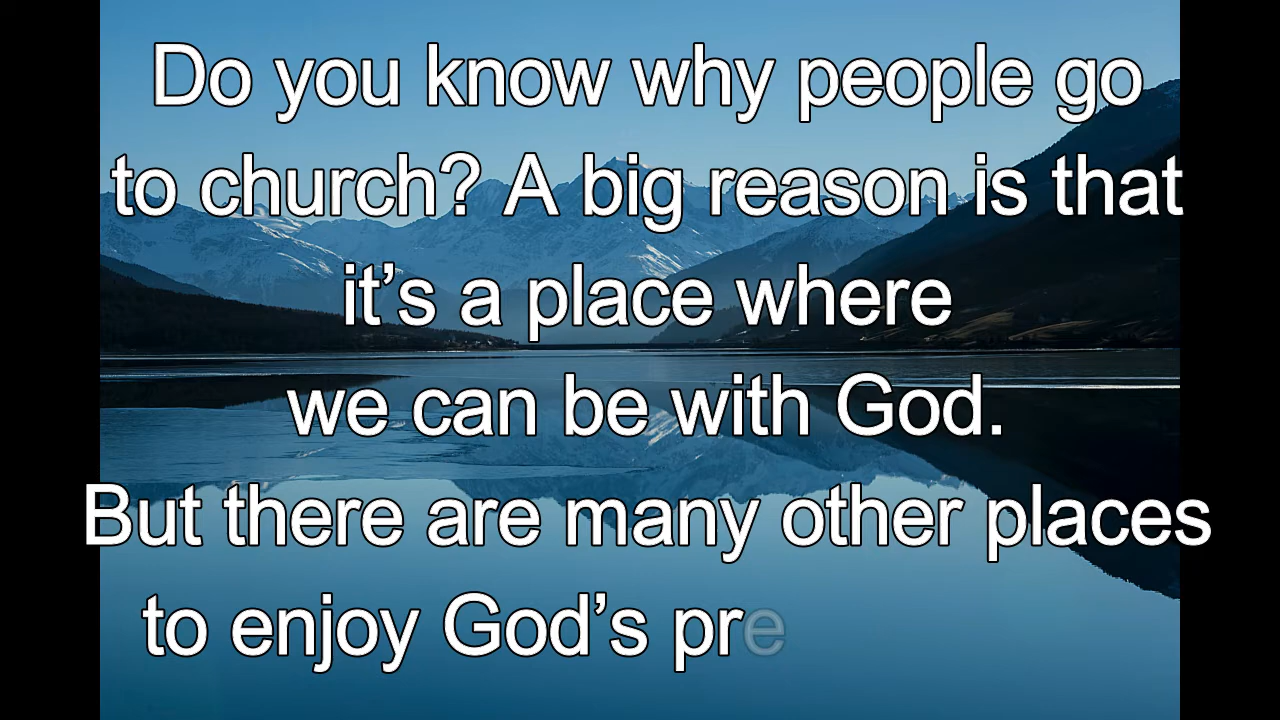 Do you know why people go
to church? A big reason is that
it’s a place where
we can be with God.
But there are many other places
to enjoy God’s pre